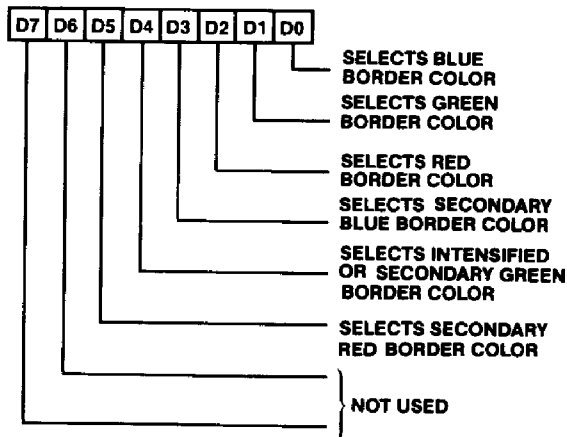 D7 D6 D5 D4 D3 D2 D1 D0
SELECTS BLUE
BORDER COLOR
SELECTS GREEN
BORDER COLOR
SELECTS RED
BORDER COLOR
SELECTS SECONDARY
BLUE BORDER COLOR
SELECTS INTENSIFIED
OR SECONDARY GREEN
BORDER COLOR
SELECTS SECONDARY
RED BORDER COLOR
NOT USED